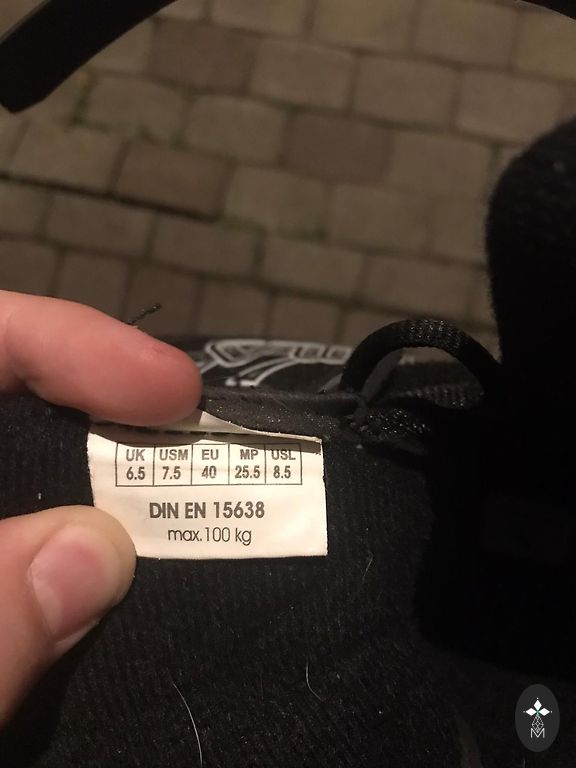 UK USM EU MP USL
6.5 7.5 40 25.5 8.5
DIN EN 15638
max.100 kg